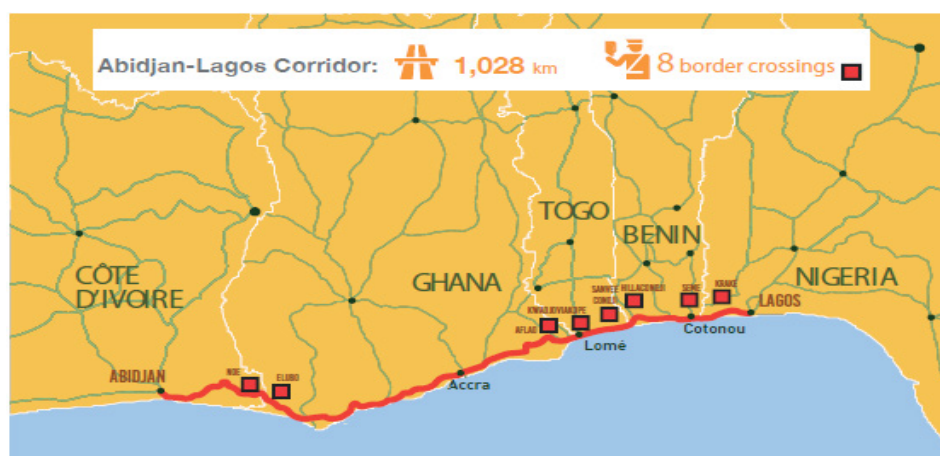 Abidjan-Lagos Corridor: 1,028 km 8 border crossings
TOGO
BENIN
CÔTE
D'IVOIRE
GHANA
NIGERIA
SANVEE
CONDJI
HILLACONDJI
SEME
KRAKE
LAGOS
KWADJOVIAKOPE
AFLAO
Lomé
Cotonou
ABIDJAN
NOE
ELUBO
Accra